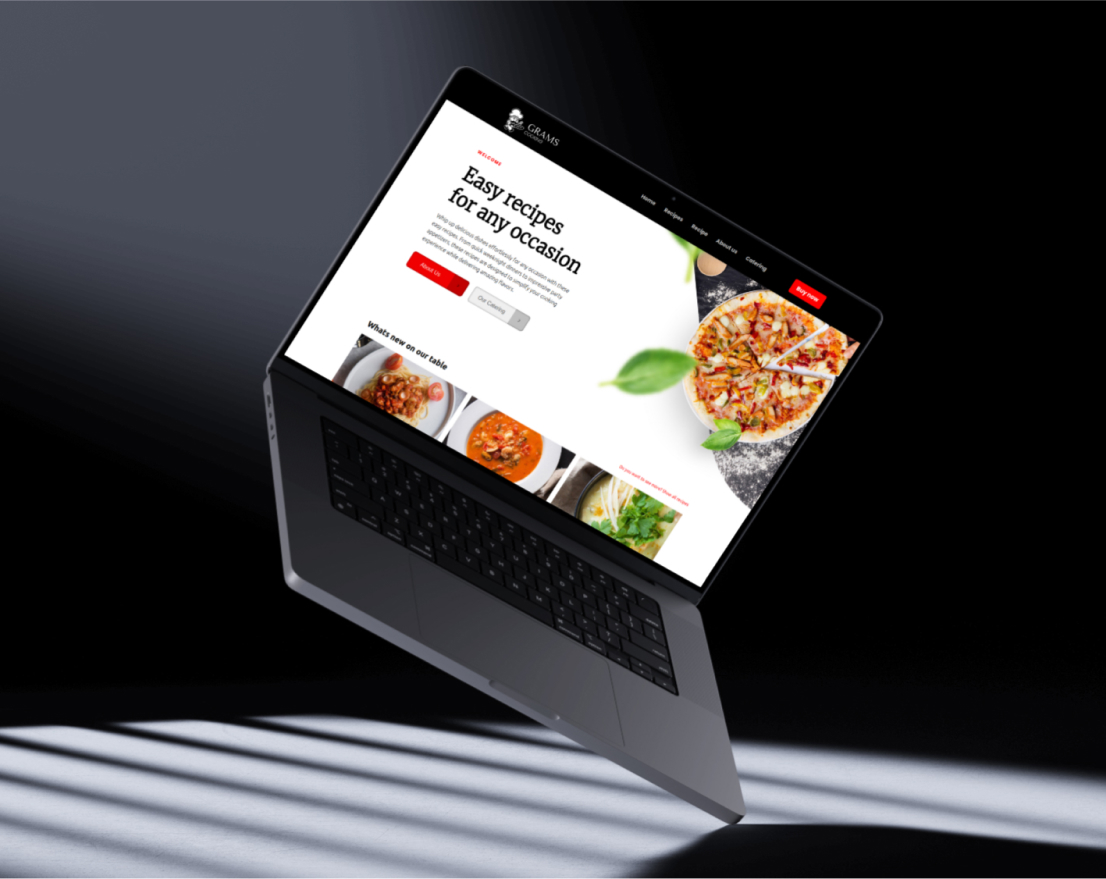 GRAMS
COOKING
Home
Recipes
Recipe
About us
Catering
Buy now
WELCOME
Easy recipes
for any occasion
Whip up delicious dishes effortlessly for any occasion with these
easy recipes. From quick weeknight dinners to impressive party
appetizers, these recipes are designed to simplify your cooking
experience while delivering amazing flavors.
About Us
Our Catering
Whats new on our table
Do you want to see more? Show all recipes